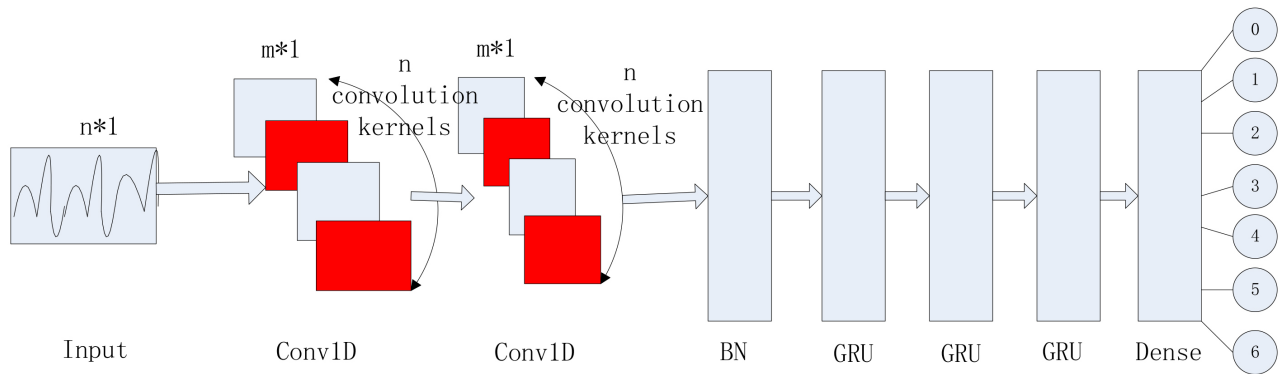 n*1
m*1
n
convolution
kernels
m*1
n
convolution
kernels
0
1
2
3
4
5
6
Input
Conv1D
Conv1D
BN
GRU
GRU
GRU
Dense